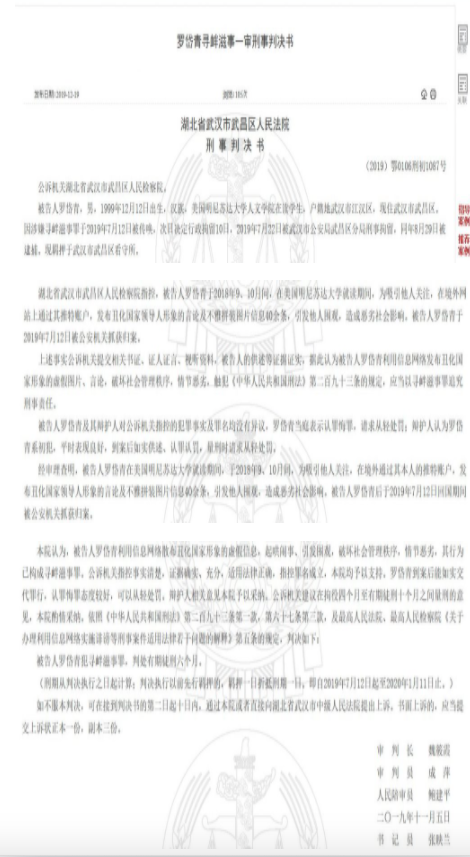 罗岱青寻衅滋事一审刑事判决书
发布日期:2019-12-19
浏览:105次
湖北省武汉市武昌区人民法院
刑 事 判 决 书
（2019）鄂0106刑初1067号
公诉机关湖北省武汉市武昌区人民检察院。
被告人罗岱青，男，1999年12月12日出生，汉族，美国明尼苏达大学人文学院在读学生，户籍地武汉市江汉区，现住武汉市武昌区。
因涉嫌寻衅滋事罪于2019年7月12日被传唤，次日决定行政拘留10日，2019年7月22日被武汉市公安局武昌区分局刑事拘留，同年8月29日被
逮捕。现羁押于武汉市武昌区看守所。
湖北省武汉市武昌区人民检察院指控，被告人罗岱青于2018年9、10月间，在美国明尼苏达大学就读期间，为吸引他人关注，在境外网
站上通过其推特账户，发布丑化国家领导人形象的言论及不雅拼装图片信息40余条，引发他人围观，造成恶劣社会影响。被告人罗岱青于
2019年7月12日被公安机关抓获归案。
上述事实公诉机关提交相关书证、证人证言、视听资料、被告人的供述等证据证实，据此认为被告人罗岱青利用信息网络发布丑化国
家形象的虚假图片、言论，破坏社会管理秩序，情节恶劣，触犯《中华人民共和国刑法》第二百九十三条的规定，应当以寻衅滋事罪追究
刑事责任。
被告人罗岱青及其辩护人对公诉机关指控的犯罪事实及罪名均没有异议，罗岱青当庭表示认罪悔罪，请求从轻处罚；辩护人认为罗岱
青系初犯，平时表现良好，到案后如实供述、认罪认罚，量刑时请求从轻处罚。
经审理查明，被告人罗岱青在美国明尼苏达大学就读期间，于2018年9、10月间，为吸引他人关注，在境外通过其本人的推特账户，发
布丑化国家领导人形象的言论及不雅拼装图片信息40余条，引发他人围观，造成恶劣社会影响。被告人罗岱青后于2019年7月12日回国期间
被公安机关抓获归案。
本院认为，被告人罗岱青利用信息网络散布丑化国家形象的虚假信息，起哄闹事、引发围观，破坏社会管理秩序，情节恶劣，其行为
已构成寻衅滋事罪。公诉机关指控事实清楚，证据确实、充分，适用法律正确，指控罪名成立，本院均予以支持。罗岱青到案后能如实交
代罪行，认罪悔罪态度较好，可以从轻处罚。辩护人相关意见本院予以采纳。公诉机关建议在拘役四个月至有期徒刑十个月之间量刑的意
见，本院酌情采纳。依照《中华人民共和国刑法》第二百九十三条第一款、第六十七条第三款，及最高人民法院、最高人民检察院《关于
办理利用信息网络实施诽谤等刑事案件适用法律若干问题的解释》第五条的规定，判决如下：
被告人罗岱青犯寻衅滋事罪，判处有期徒刑六个月。
（刑期从判决执行之日起计算；判决执行以前先行羁押的，羁押一日折抵刑期一日，即自2019年7月12日起至2020年1月11日止。）
如不服本判决，可在接到判决书的第二日起十日内，通过本院或者直接向湖北省武汉市中级人民法院提出上诉。书面上诉的，应当提
交上诉状正本一份，副本三份。
审 判 长 魏筱霞
审 判 员 成 萍
人民陪审员 鲍建平
二〇一九年十一月五日
书 记 员 张映兰